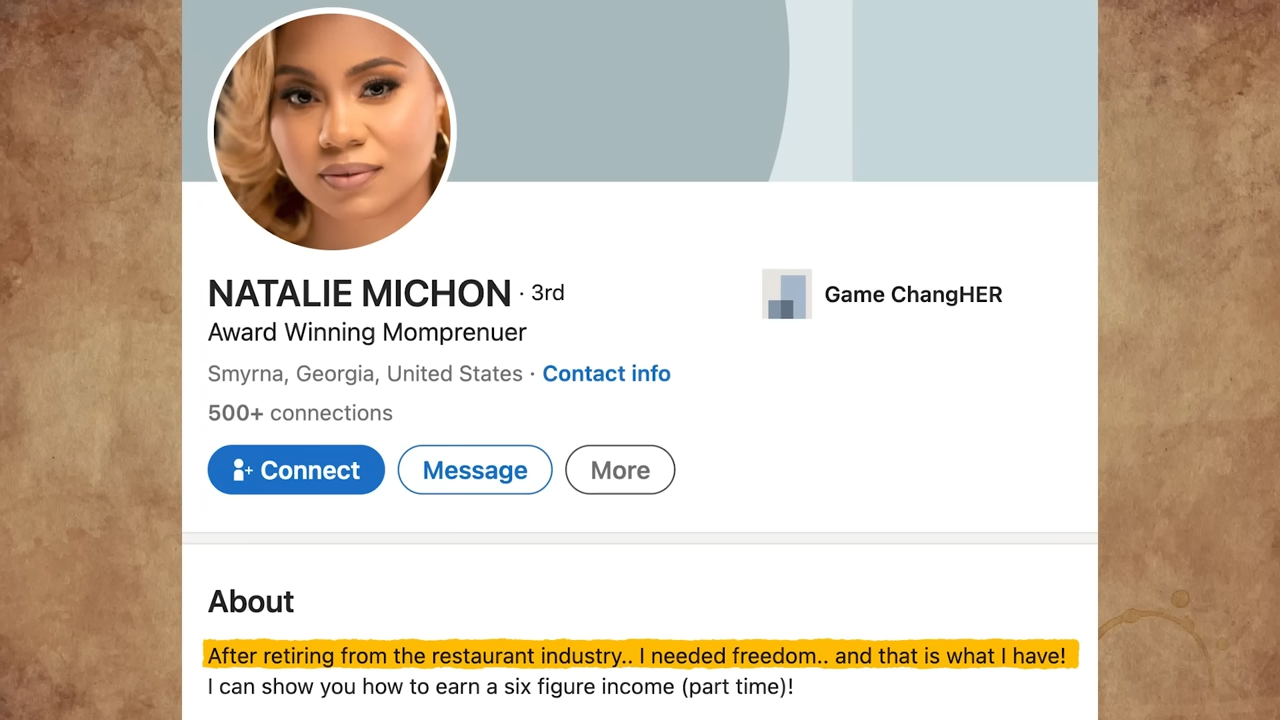 NATALIE MICHON · 3rd
Game ChangHER
Award Winning Momprenuer
Smyrna, Georgia, United States · Contact info
500+ connections
Connect
Message
More
About
After retiring from the restaurant industry.. I needed freedom.. and that is what I have!
I can show you how to earn a six figure income (part time)!